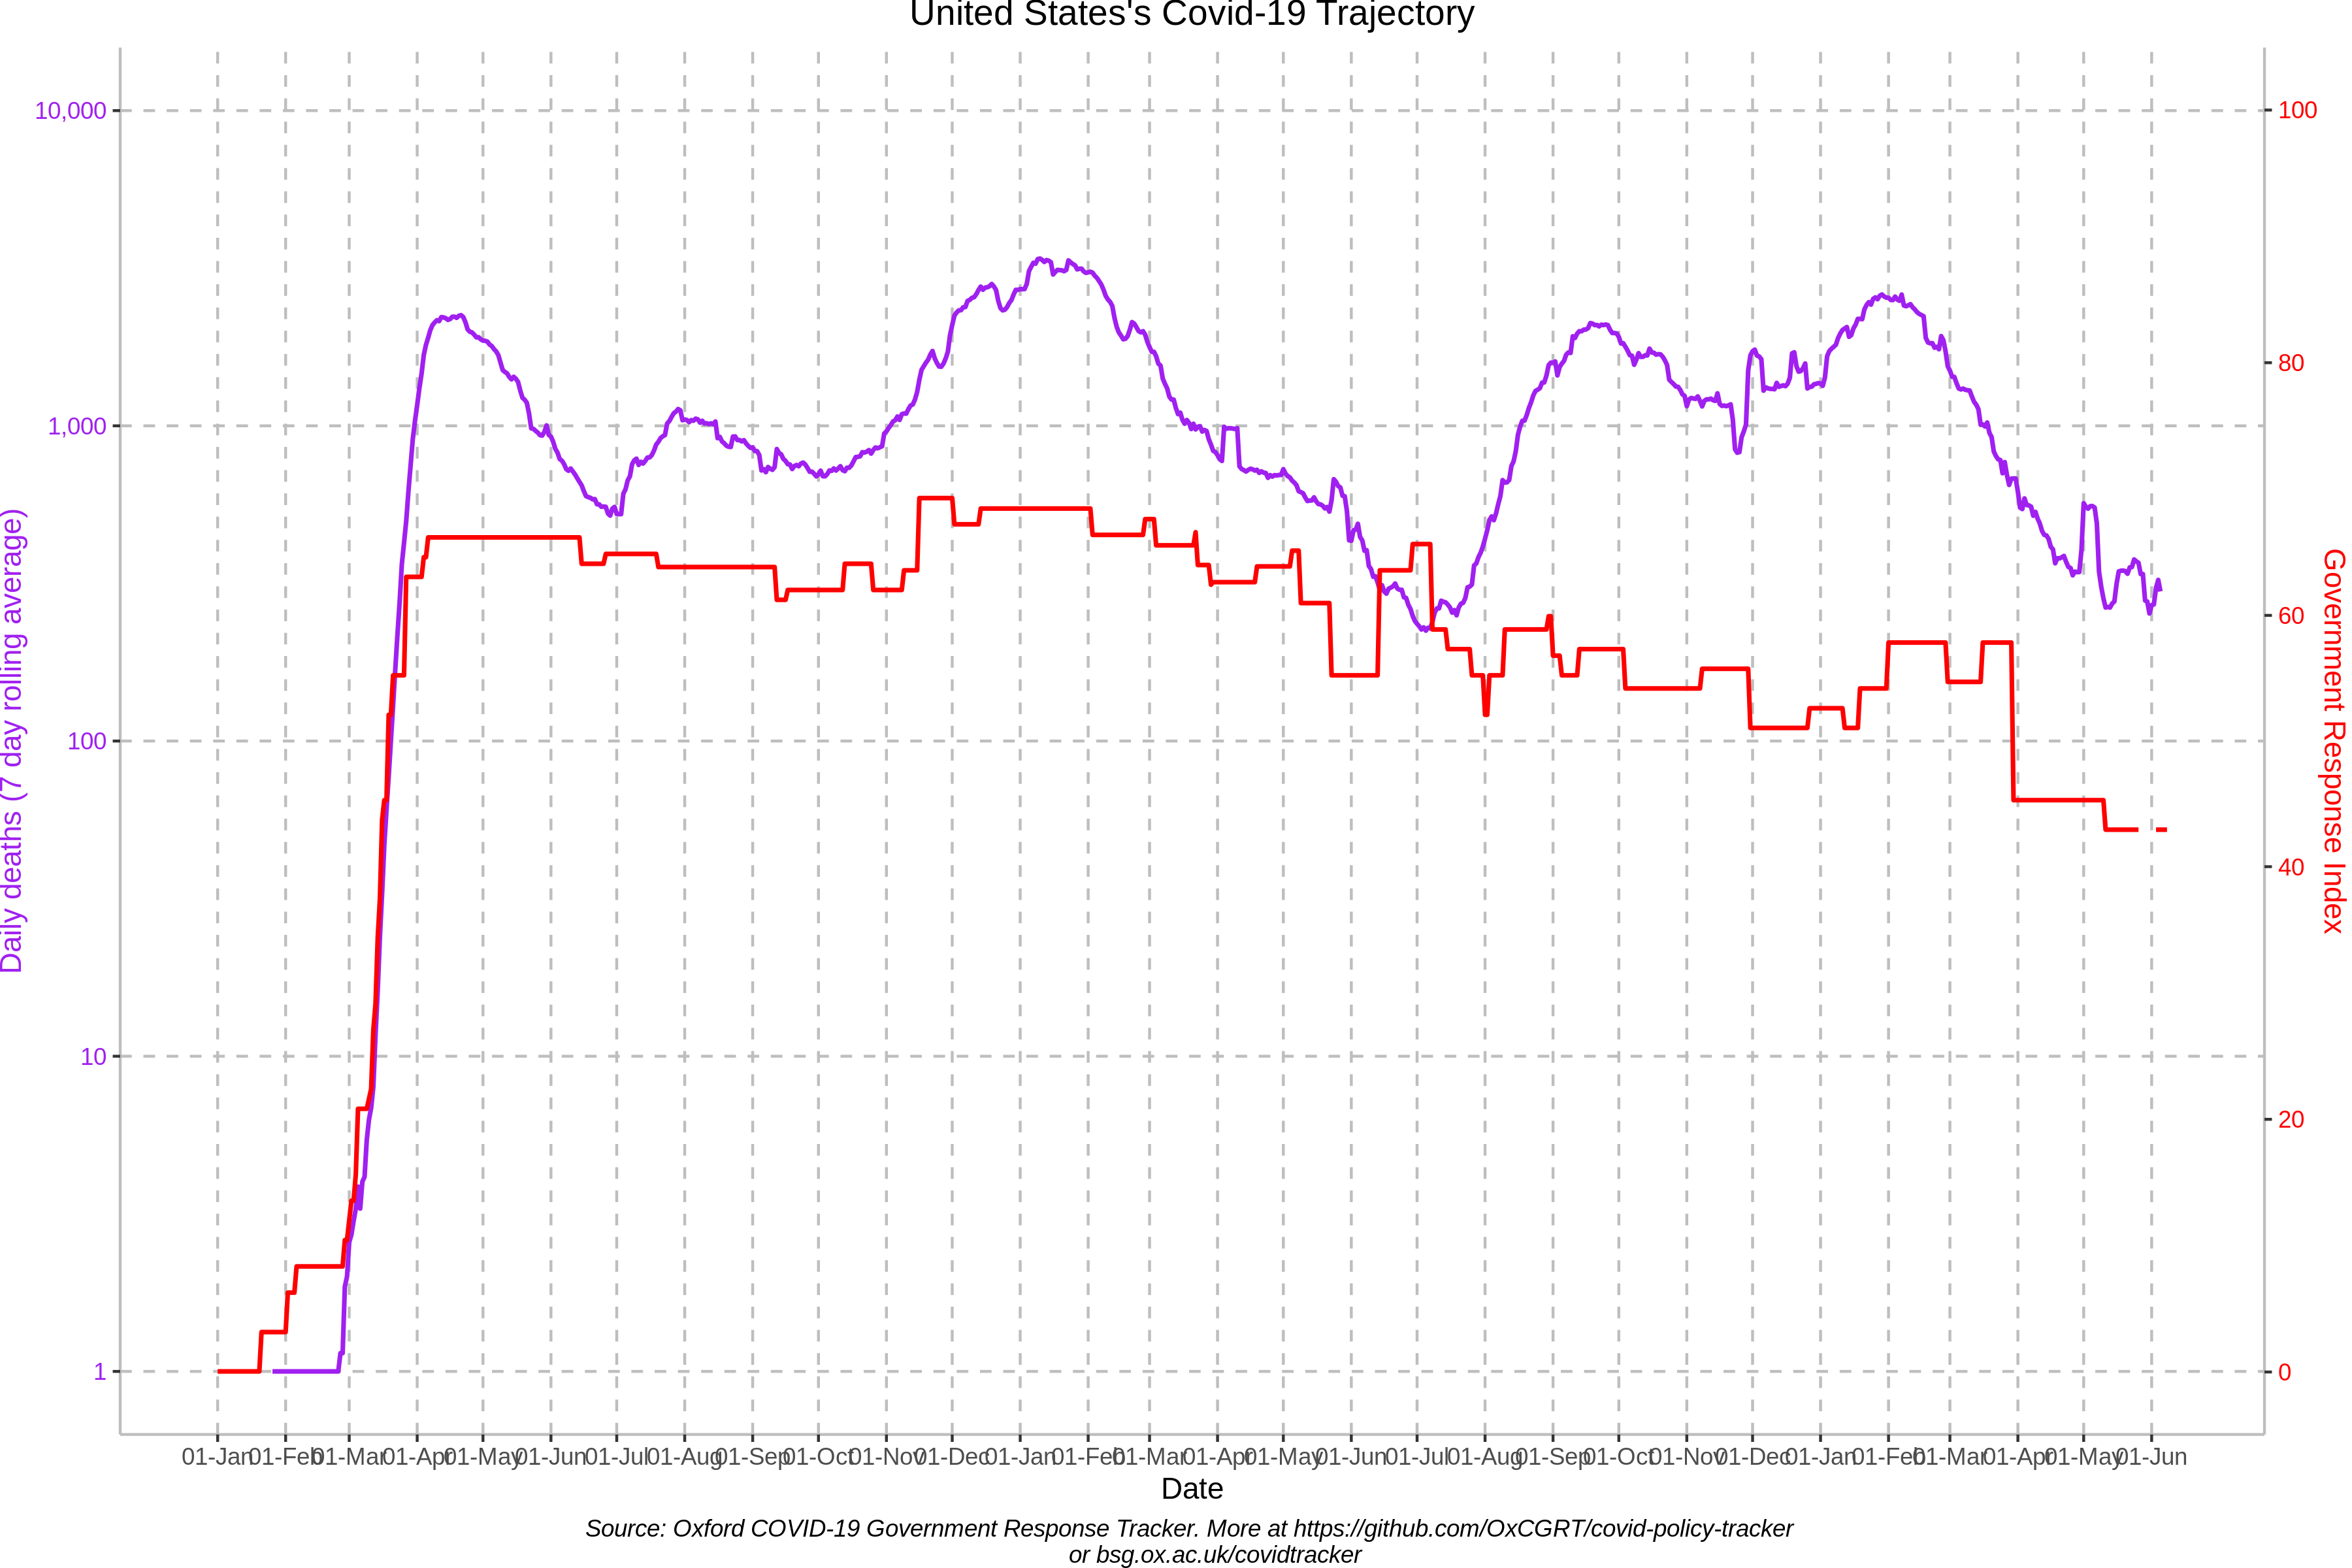 United States's Covid-19 Trajectory
Daily deaths (7 day rolling average)
10,000
1,000
100
10
1
Government Response Index
100
80
60
40
20
0
01-Jan 01-Feb 01-Mar 01-Apr 01-May 01-Jun 01-Jul 01-Aug 01-Sep 01-Oct 01-Nov 01-Dec 01-Jan 01-Feb 01-Mar 01-Apr 01-May 01-Jun 01-Jul 01-Aug 01-Sep 01-Oct 01-Nov 01-Dec 01-Jan 01-Feb 01-Mar 01-Apr 01-May 01-Jun
Date
Source: Oxford COVID-19 Government Response Tracker. More at https://github.com/OxCGRT/covid-policy-tracker
or bsg.ox.ac.uk/covidtracker